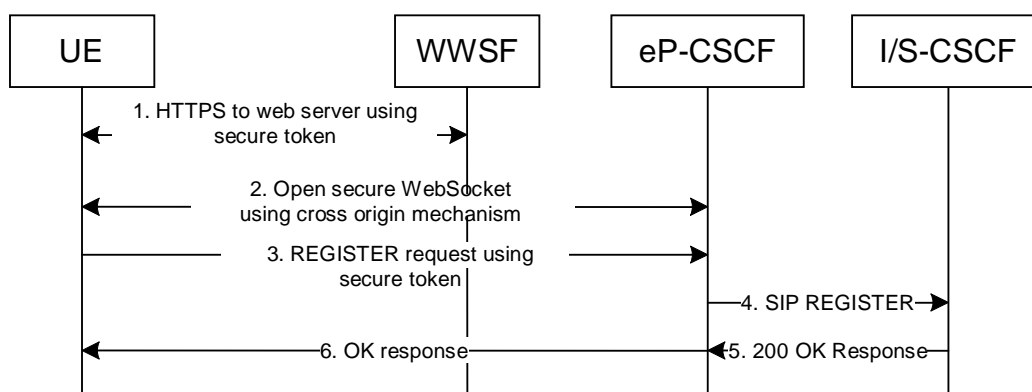 UE
WWSF
eP-CSCF
I/S-CSCF
1. HTTPS to web server using
secure token
2. Open secure WebSocket
using cross origin mechanism
3. REGISTER request using
secure token
4. SIP REGISTER
6. OK response
5. 200 OK Response